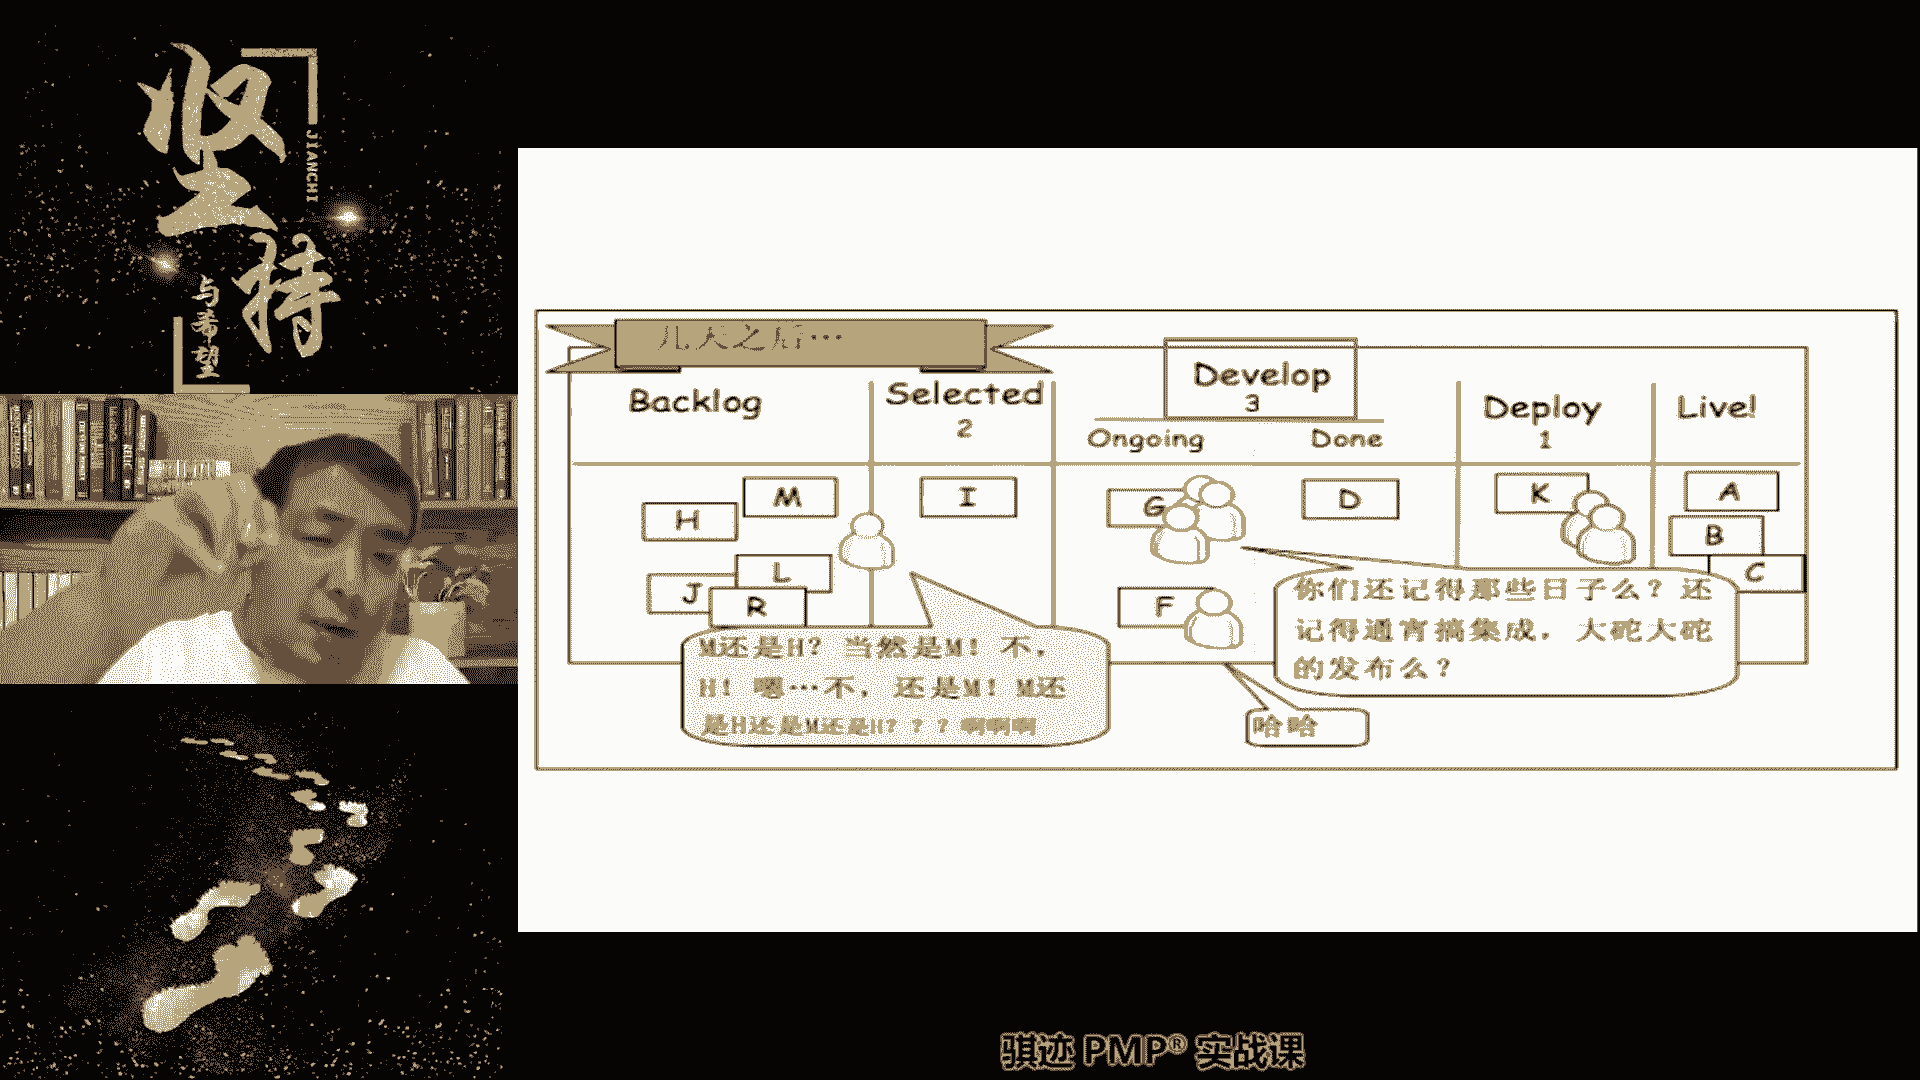 坚持
JIANCHI
与希望
几天之后…
Backlog
Selected
2
Develop
3
Ongoing
Done
Deploy
1
Live!
H
M
J
L
R
I
G
F
D
K
A
B
C
M还是H？当然是M！不，
H！嗯…不，还是M！M还
是H还是M还是H？？？啊啊啊
你们还记得那些日子么？还
记得通宵搞集成，大砣大砣
的发布么？
哈哈
骐迹 PMP® 实战课